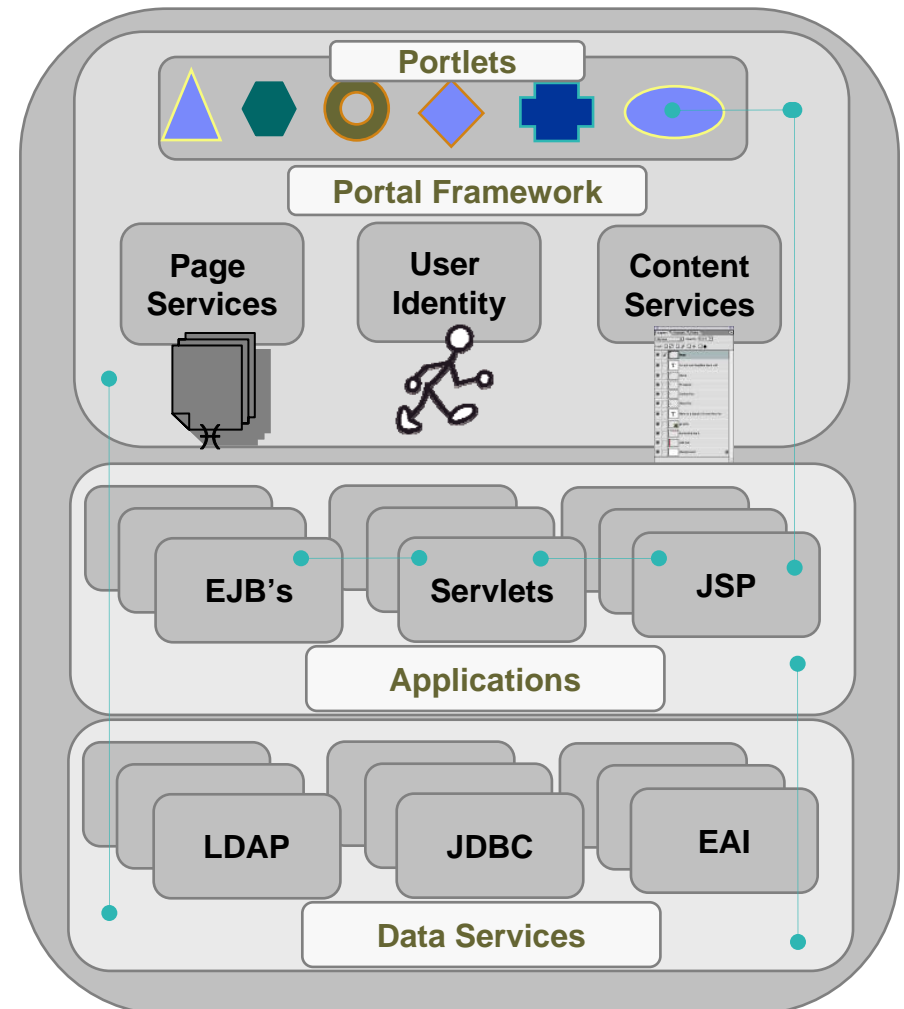 Portlets
Portal Framework
Page
Services
User
Identity
Content
Services
EJB's
Servlets
JSP
Applications
LDAP
JDBC
EAI
Data Services